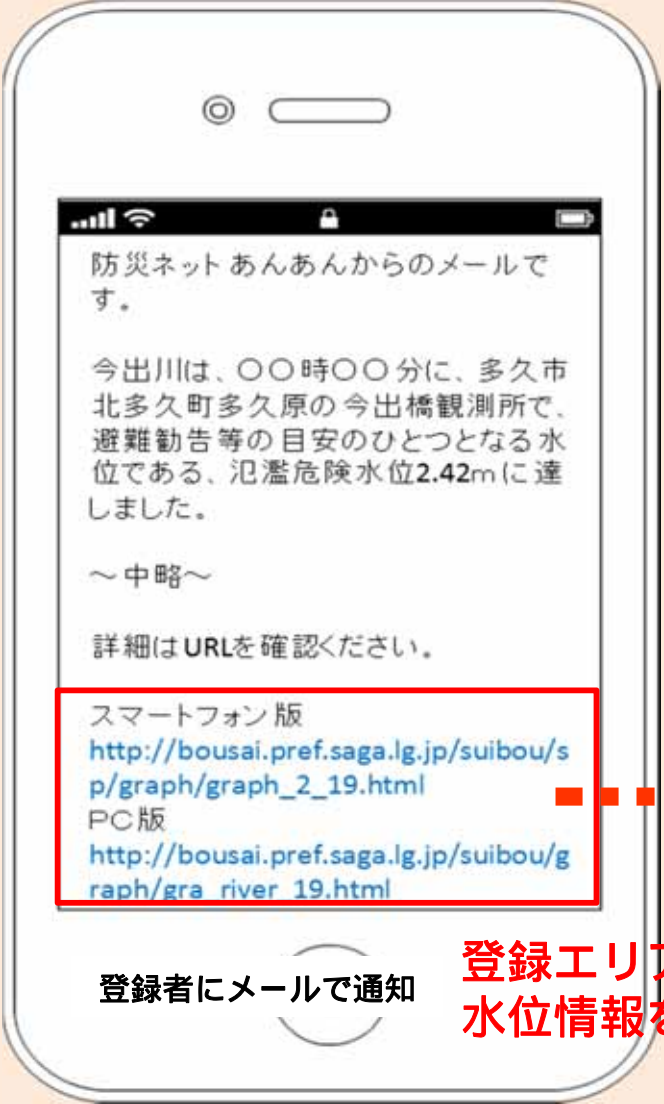 防災ネット あんあんからのメールで
す。
今出川は、〇〇時〇〇分に、多久市
北多久町多久原の今出橋観測所で、
避難勧告等の目安のひとつとなる水
位である、氾濫危険水位2.42mに達
しました。
～中略～
詳細はURLを確認ください。
スマートフォン版
http://bousai.pref.saga.lg.jp/suibou/s
p/graph/graph_2_19.html
PC版
http://bousai.pref.saga.lg.jp/suibou/g
raph/gra_river_19.html
登録者にメールで通知
登録エリア
水位情報を